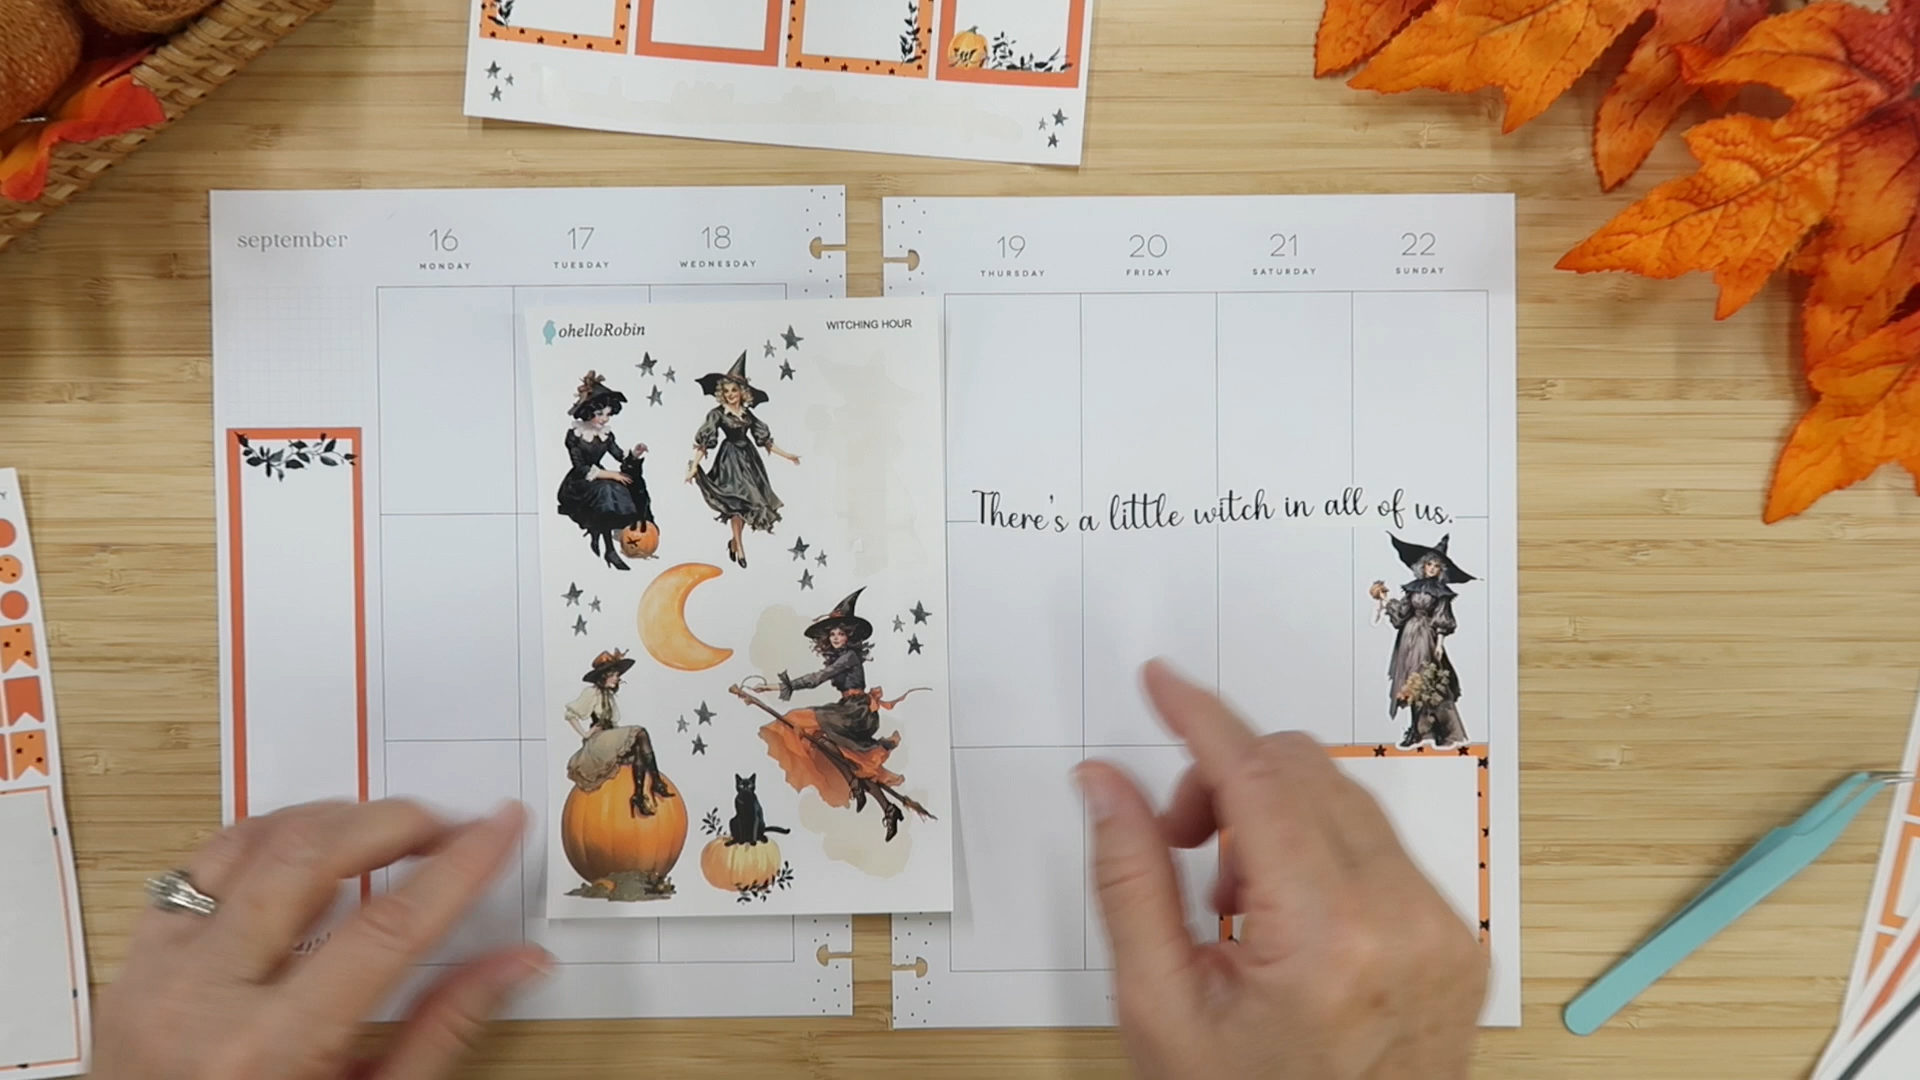 september
16
MONDAY
17
TUESDAY
18
WEDNESDAY
19
THURSDAY
20
FRIDAY
21
SATURDAY
22
SUNDAY
ohelloRobin
WITCHING HOUR
There's a little witch in all of us.